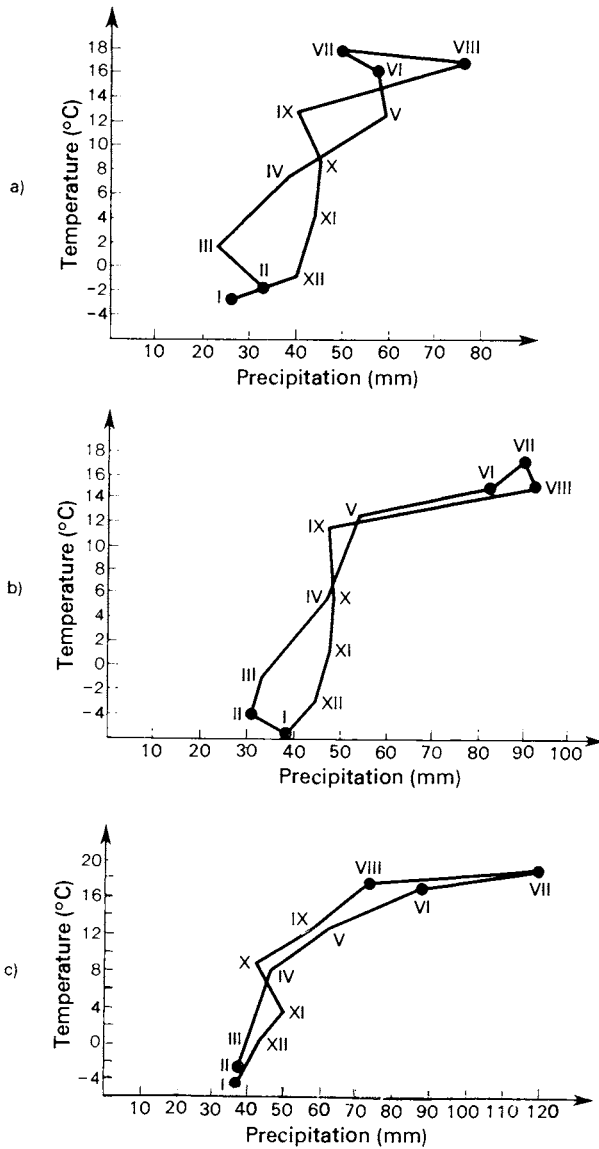 a)
Temperature (°C)
18
16
14
12
10
8
6
4
2
0
-2
-4
VII
VIII
VI
IX
V
IV
X
XI
III
II
I
XII
10 20 30 40 50 60 70 80
Precipitation (mm)
b)
Temperature (°C)
18
16
14
12
10
8
6
4
2
0
-2
-4
VII
VI
VIII
V
IX
IV
X
XI
III
II
I
XII
10 20 30 40 50 60 70 80 90 100
Precipitation (mm)
c)
Temperature (°C)
20
16
12
8
4
0
-4
VIII
VII
VI
IX
V
X
IV
XI
III
XII
II
I
10 20 30 40 50 60 70 80 90 100 110 120
Precipitation (mm)